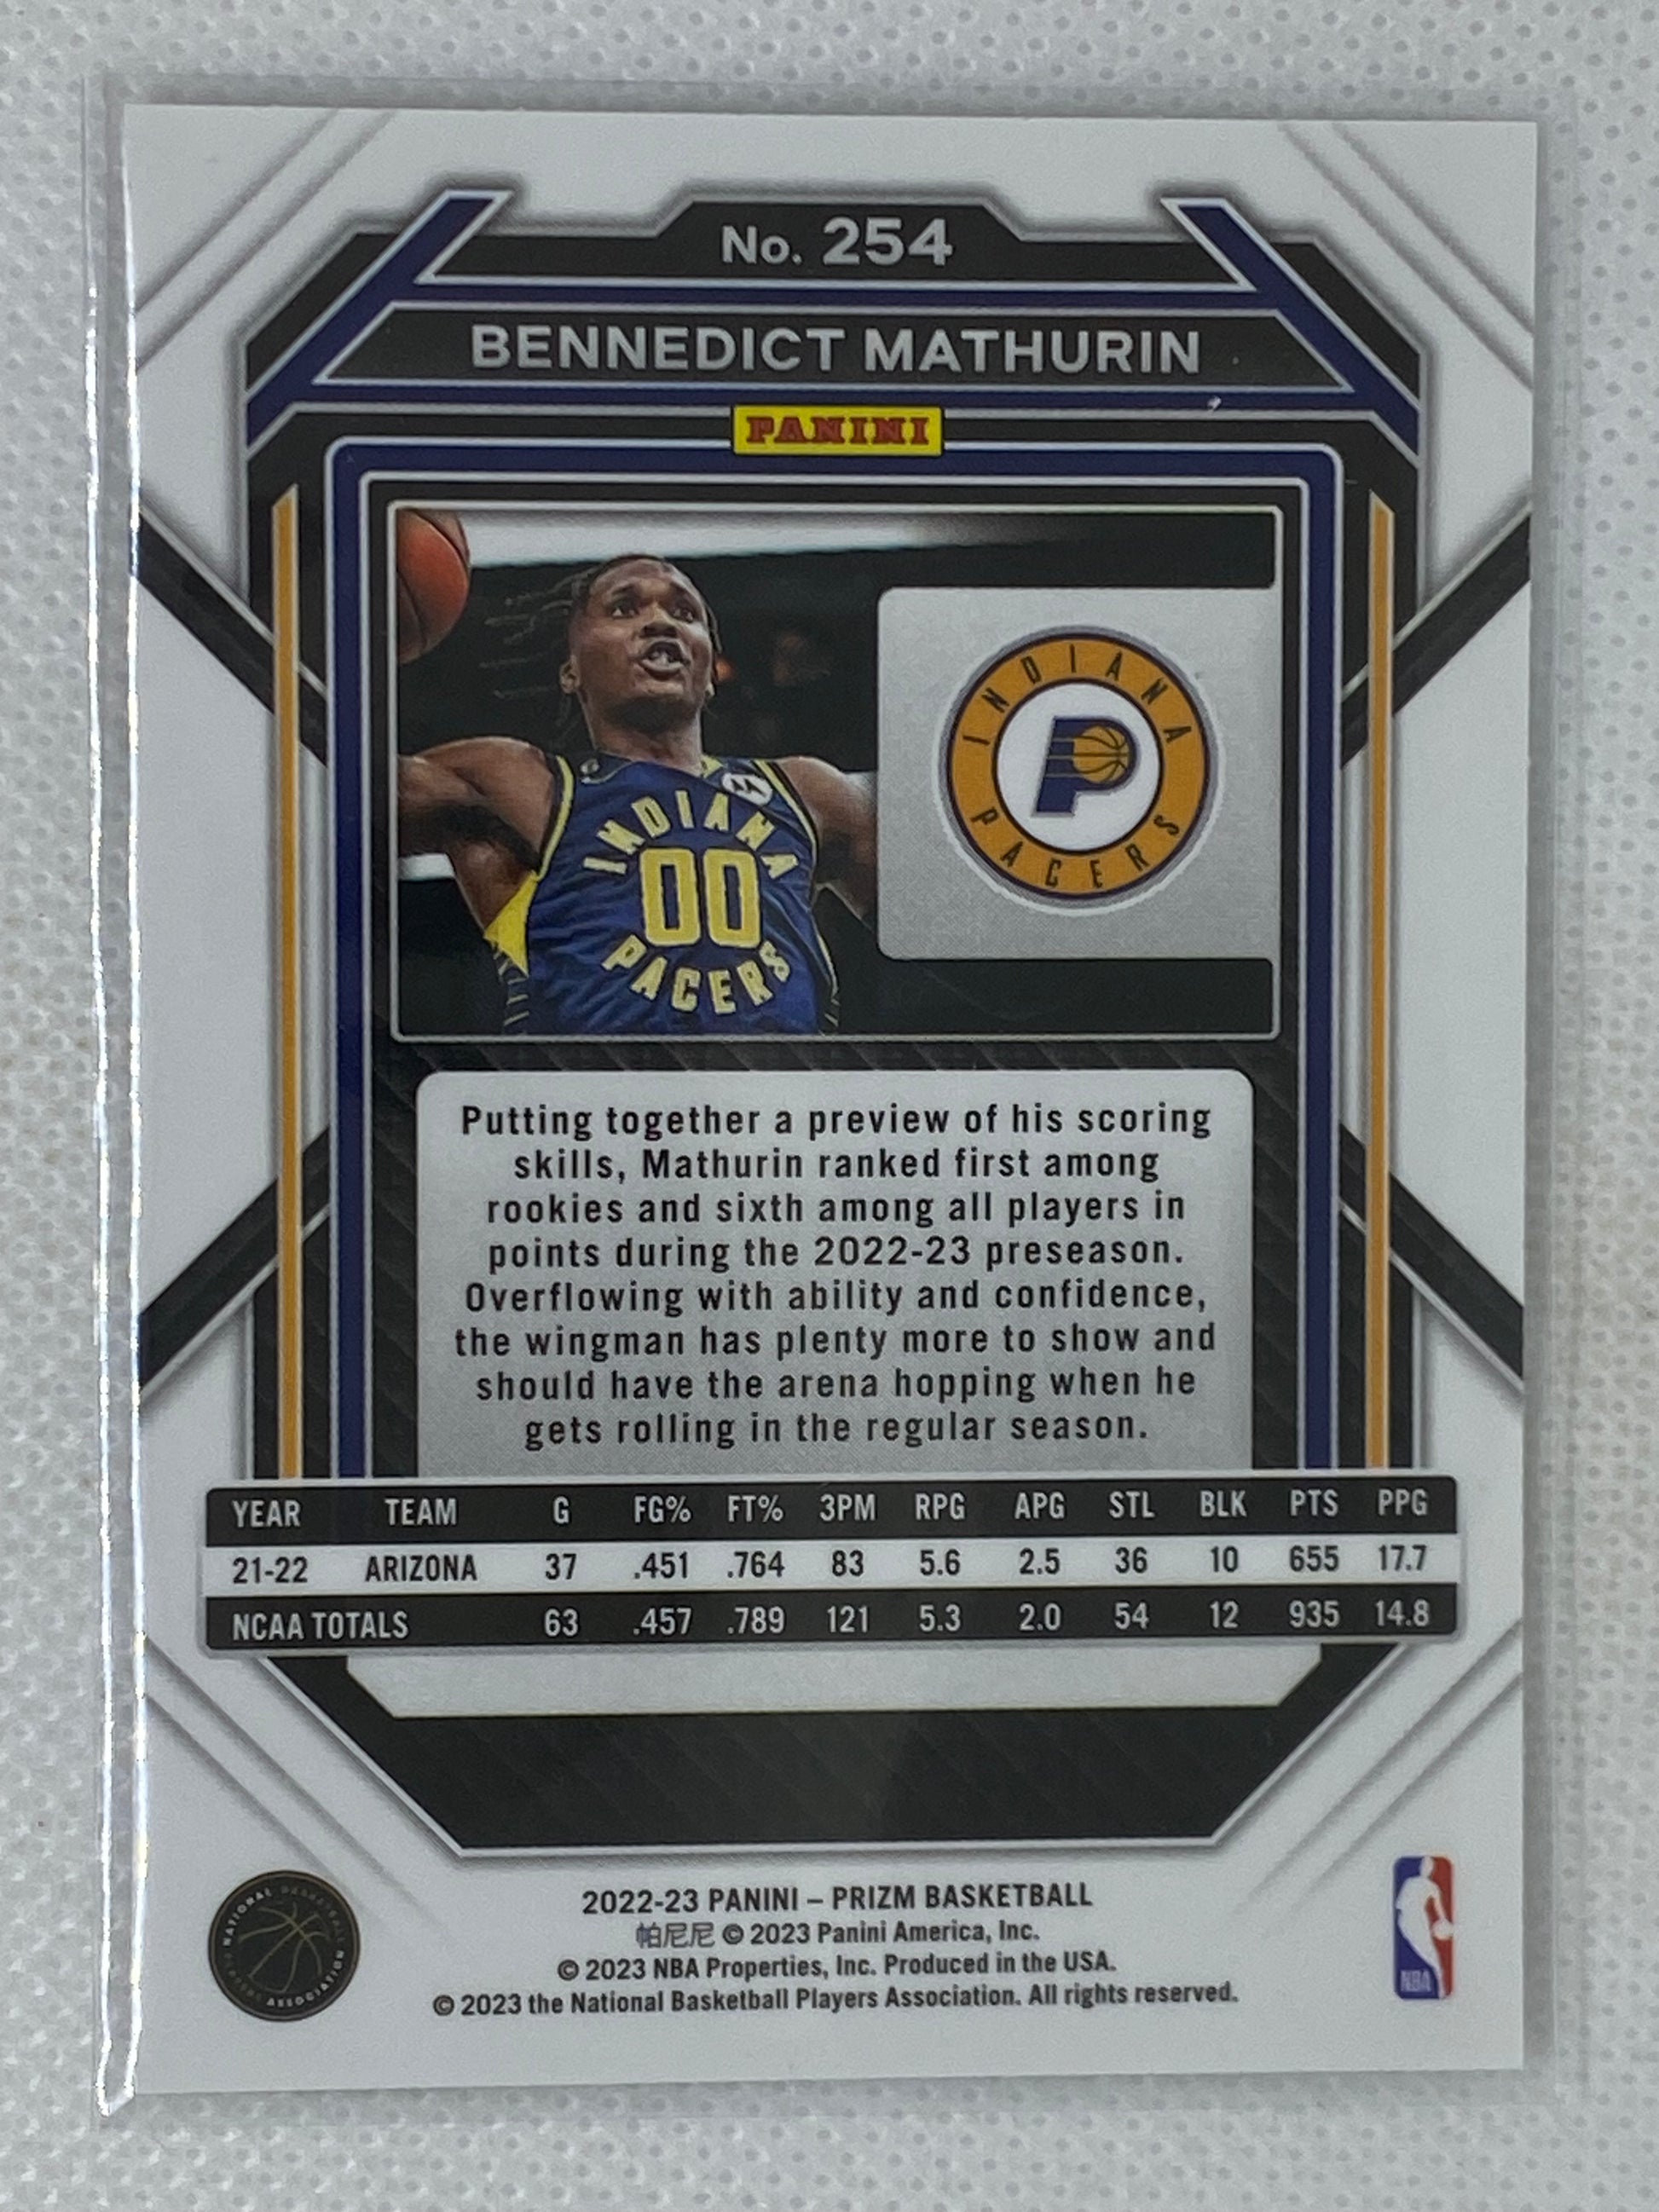 No. 254
BENNEDICT MATHURIN
PANINI
INDIANA
PACERS
INDIANA
00
PACERS
Putting together a preview of his scoring
skills, Mathurin ranked first among
rookies and sixth among all players in
points during the 2022-23 preseason.
Overflowing with ability and confidence,
the wingman has plenty more to show and
should have the arena hopping when he
gets rolling in the regular season.
YEAR TEAM G FG% FT% 3PM RPG APG STL BLK PTS PPG
21-22 ARIZONA 37 .451 .764 83 5.6 2.5 36 10 655 17.7
NCAA TOTALS 63 .457 .789 121 5.3 2.0 54 12 935 14.8
NATIONAL BASKETBALL
PLAYERS ASSOCIATION
NBA
2022-23 PANINI – PRIZM BASKETBALL
帕尼尼 © 2023 Panini America, Inc.
© 2023 NBA Properties, Inc. Produced in the USA.
© 2023 the National Basketball Players Association. All rights reserved.